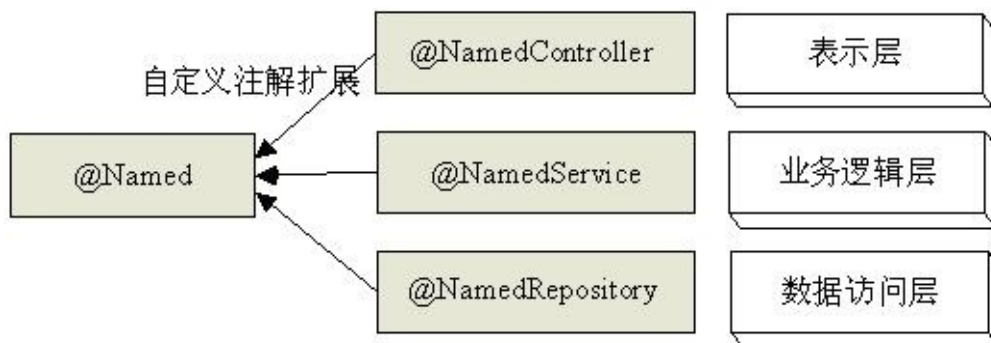 @NamedController
表示层
自定义注解扩展
@Named
@NamedService
业务逻辑层
@NamedRepository
数据访问层